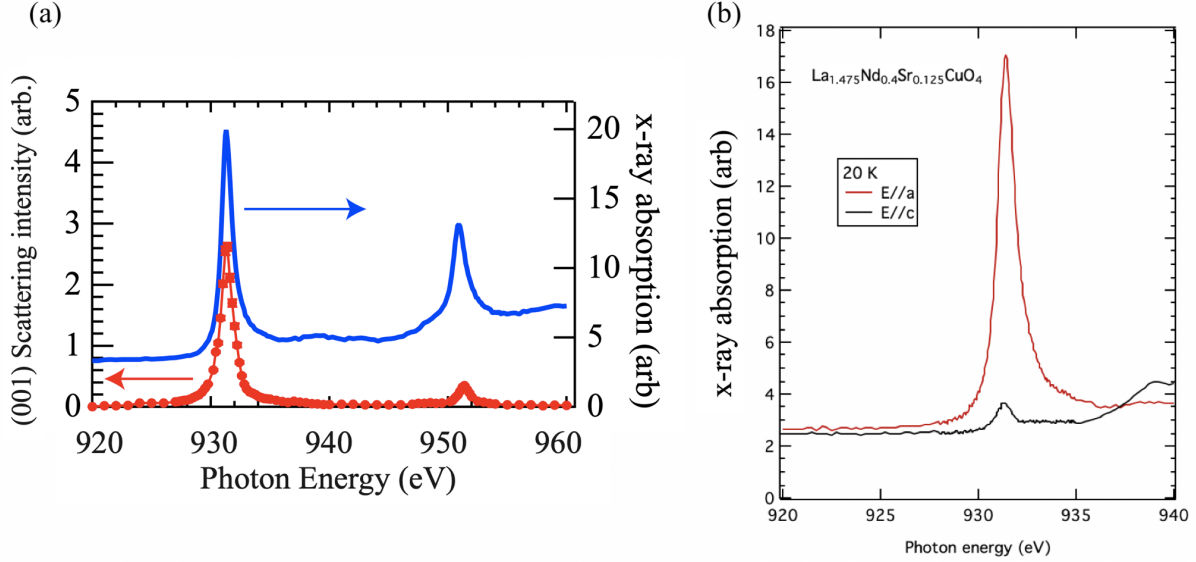 (a)
(001) Scattering intensity (arb.)
5
4
3
2
1
0
20
15
10
5
0
x-ray absorption (arb)
920
930
940
950
960
Photon Energy (eV)
(b)
x-ray absorption (arb)
18
16
14
12
10
8
6
4
2
0
La1.475Nd0.4Sr0.125CuO4
20 K
E//a
E//c
920
925
930
935
940
Photon energy (eV)